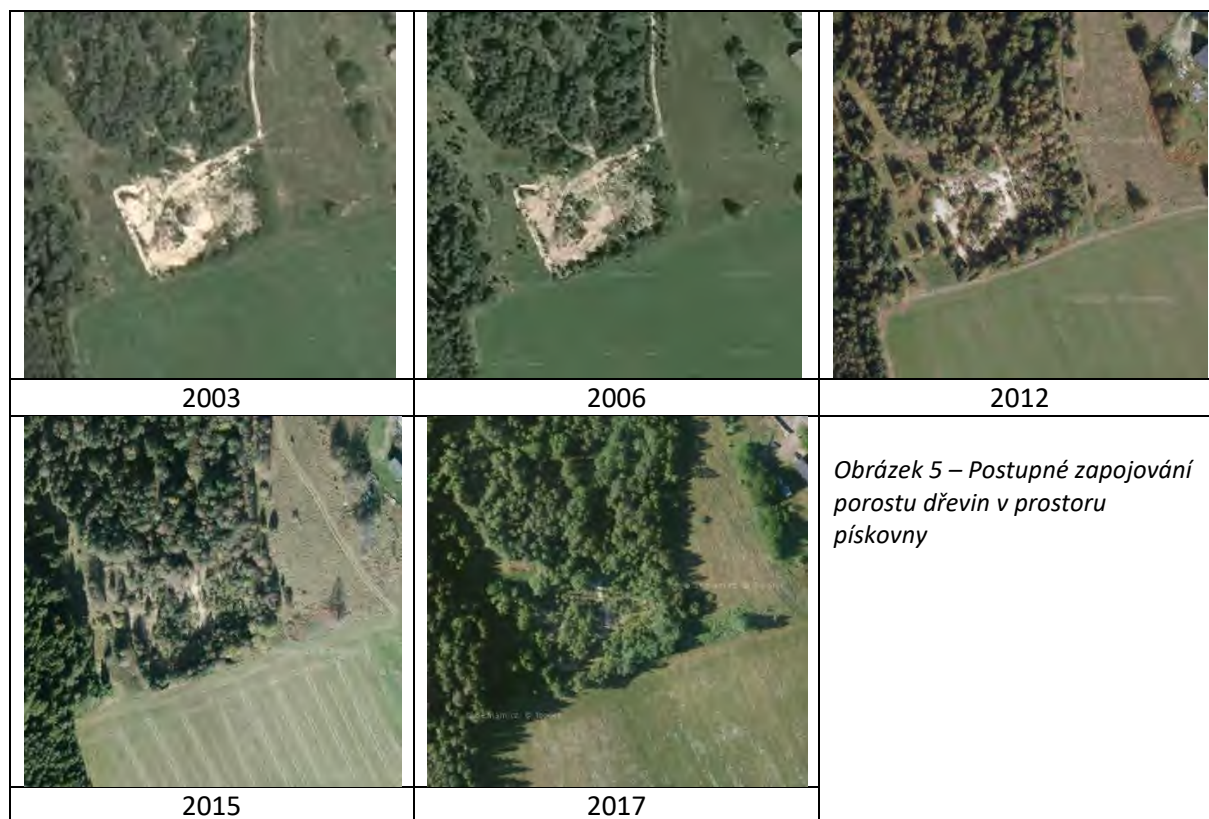 2003
2006
2012
Obrázek 5 – Postupné zapojování
porostu dřevin v prostoru
pískovny
2015
2017